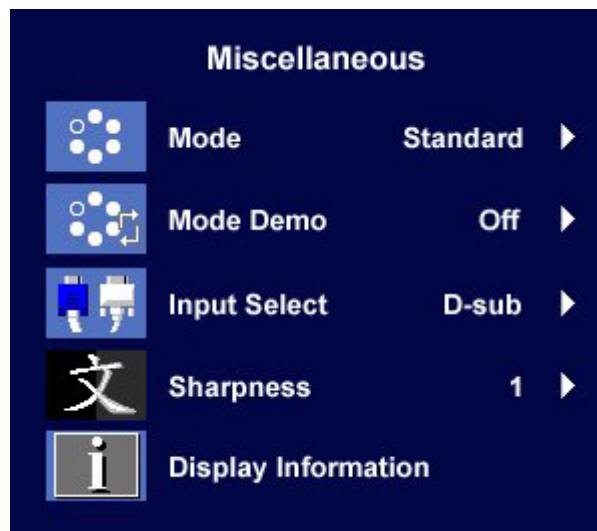 Miscellaneous
Mode Standard
Mode Demo Off
Input Select D-sub
文 Sharpness 1
i Display Information